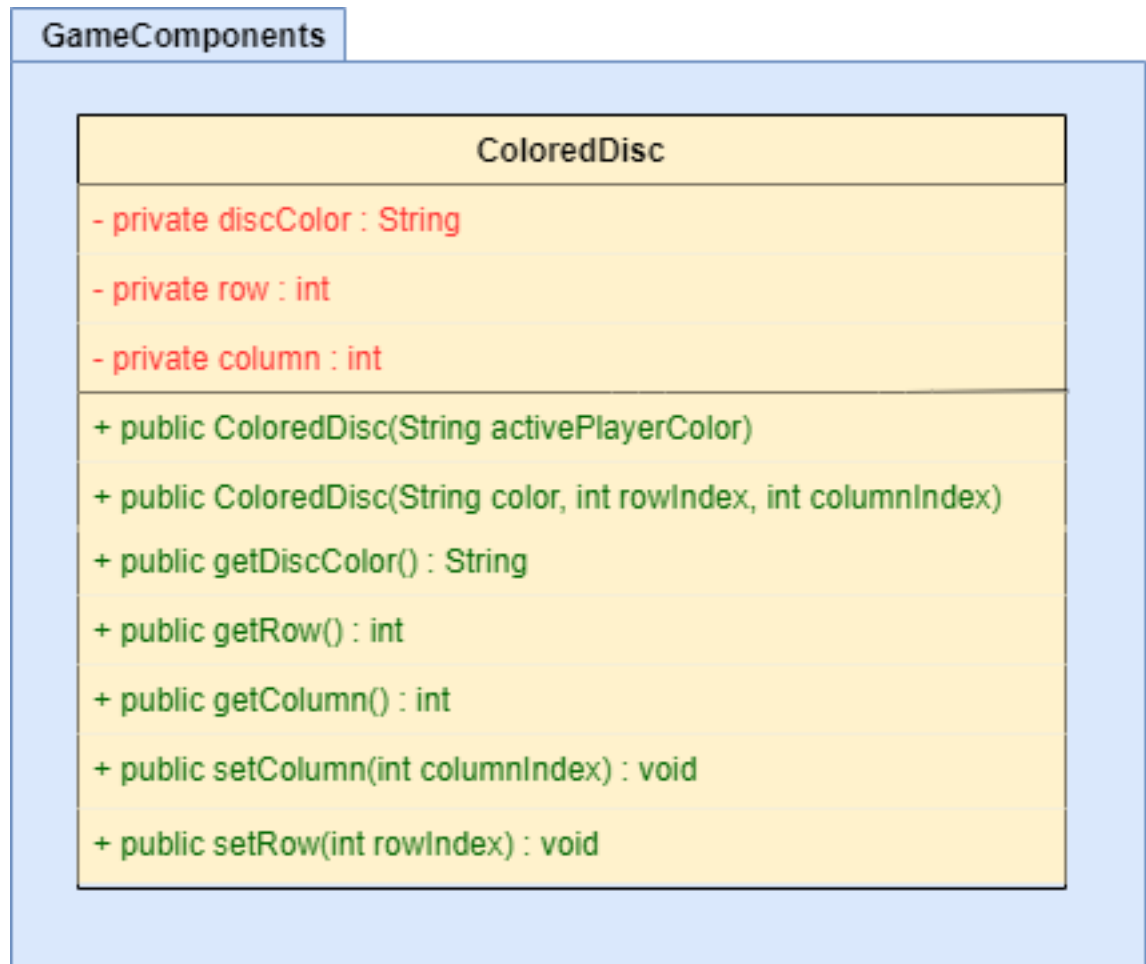 GameComponents
ColoredDisc
- private discColor : String
- private row : int
- private column : int
+ public ColoredDisc(String activePlayerColor)
+ public ColoredDisc(String color, int rowIndex, int columnIndex)
+ public getDiscColor() : String
+ public getRow() : int
+ public getColumn() : int
+ public setColumn(int columnIndex) : void
+ public setRow(int rowIndex) : void